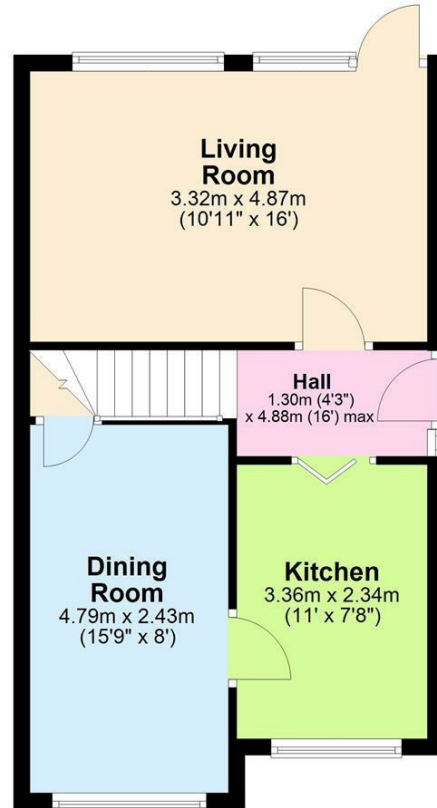 Living
Room
3.32m x 4.87m
(10'11" x 16')
Hall
1.30m (4'3")
x 4.88m (16') max
Dining
Room
4.79m x 2.43m
(15'9" x 8')
Kitchen
3.36m x 2.34m
(11' x 7'8")